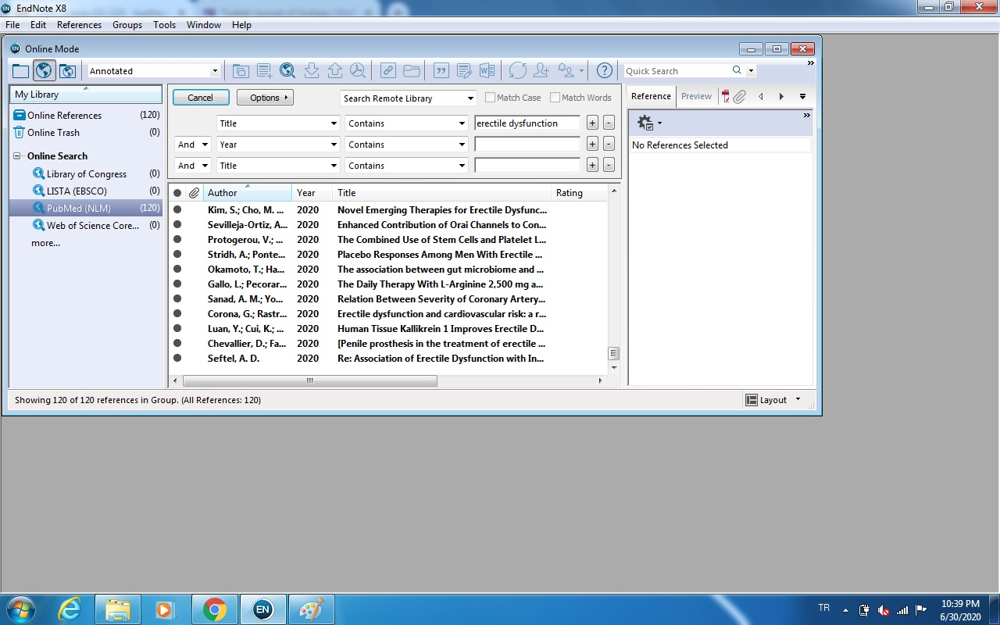 EndNote X8
File Edit References Groups Tools Window Help
Online Mode
Annotated
Quick Search
My Library
Online References (120)
Online Trash (0)
Online Search
Library of Congress (0)
LISTA (EBSCO) (0)
PubMed (NLM) (120)
Web of Science Core... (0)
more...
Cancel Options Search Remote Library Match Case Match Words
Title Contains erectile dysfunction + -
And Year Contains + -
And Title Contains + -
Author Year Title Rating
Kim, S.; Cho, M. ... 2020 Novel Emerging Therapies for Erectile Dysfunc...
Sevilleja-Ortiz, A... 2020 Enhanced Contribution of Orai Channels to Con...
Protogerou, V.; ... 2020 The Combined Use of Stem Cells and Platelet L...
Stridh, A.; Ponte... 2020 Placebo Responses Among Men With Erectile ...
Okamoto, T.; Ha... 2020 The association between gut microbiome and ...
Gallo, L.; Pecorar... 2020 The Daily Therapy With L-Arginine 2,500 mg a...
Sanad, A. M.; Yo... 2020 Relation Between Severity of Coronary Artery...
Corona, G.; Rastr... 2020 Erectile dysfunction and cardiovascular risk: a r...
Luan, Y.; Cui, K.; ... 2020 Human Tissue Kallikrein 1 Improves Erectile D...
Chevallier, D.; Fa... 2020 [Penile prosthesis in the treatment of erectile ...
Seftel, A. D. 2020 Re: Association of Erectile Dysfunction with In...
Reference Preview
No References Selected
Showing 120 of 120 references in Group. (All References: 120)
Layout
EN
TR
10:39 PM
6/30/2020